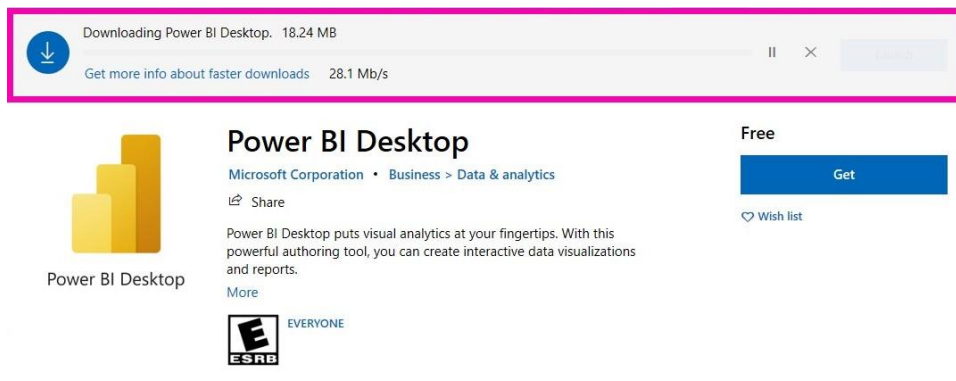 Downloading Power BI Desktop. 18.24 MB
Get more info about faster downloads 28.1 Mb/s
Power BI Desktop
Power BI Desktop
Microsoft Corporation • Business > Data & analytics
Share
Power BI Desktop puts visual analytics at your fingertips. With this
powerful authoring tool, you can create interactive data visualizations
and reports.
More
E
ESRB
EVERYONE
Free
Get
Wish list